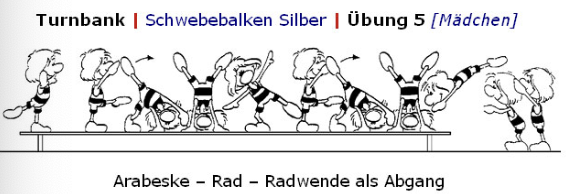 Turnbank | Schwebebalken Silber | Übung 5 [Mädchen]
Arabeske – Rad – Radwende als Abgang